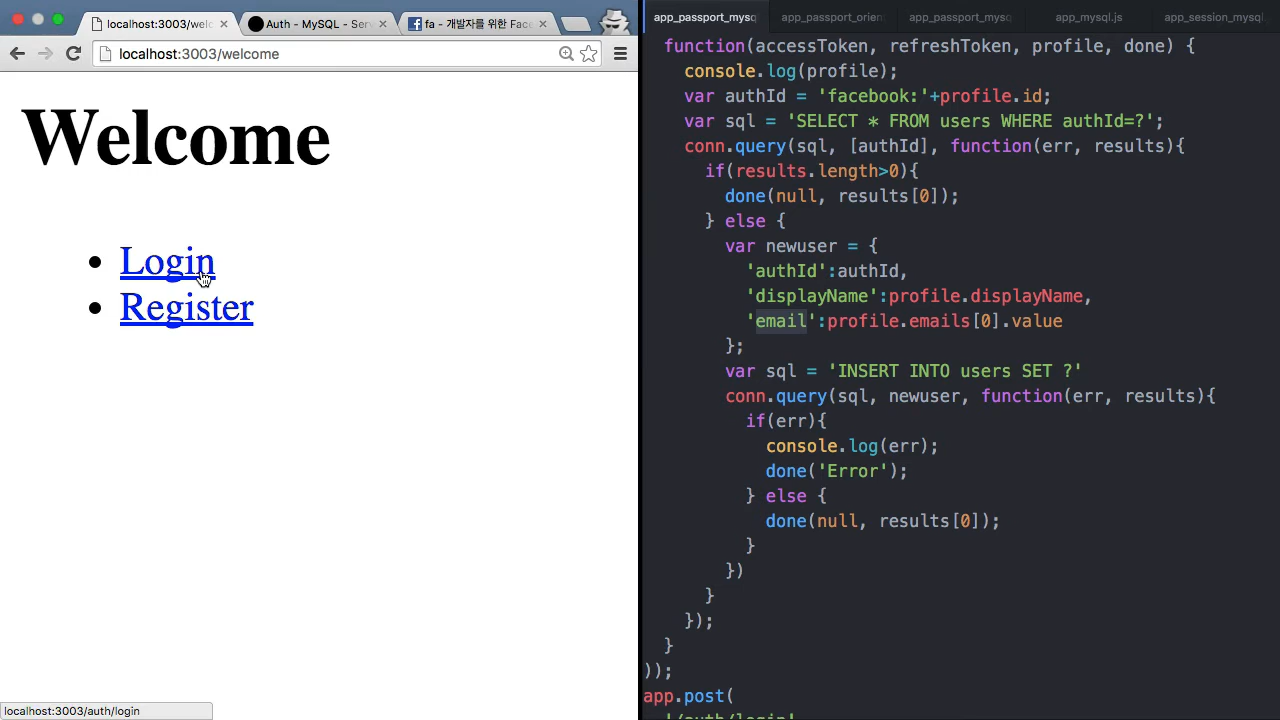 localhost:3003/welc
Auth - MySQL - Serv
fa - 개발자를 위한 Face
localhost:3003/welcome
Welcome
Login
Register
localhost:3003/auth/login
app_passport_mysq
app_passport_orien
app_passport_mysq
app_mysql.js
app_session_mysql
function(accessToken, refreshToken, profile, done) {
console.log(profile);
var authId = 'facebook:'+profile.id;
var sql = 'SELECT * FROM users WHERE authId=?';
conn.query(sql, [authId], function(err, results){
if(results.length>0){
done(null, results[0]);
} else {
var newuser = {
'authId':authId,
'displayName':profile.displayName,
'email':profile.emails[0].value
};
var sql = 'INSERT INTO users SET ?'
conn.query(sql, newuser, function(err, results){
if(err){
console.log(err);
done('Error');
} else {
done(null, results[0]);
}
})
}
});
}
));
app.post(
'/auth/login'